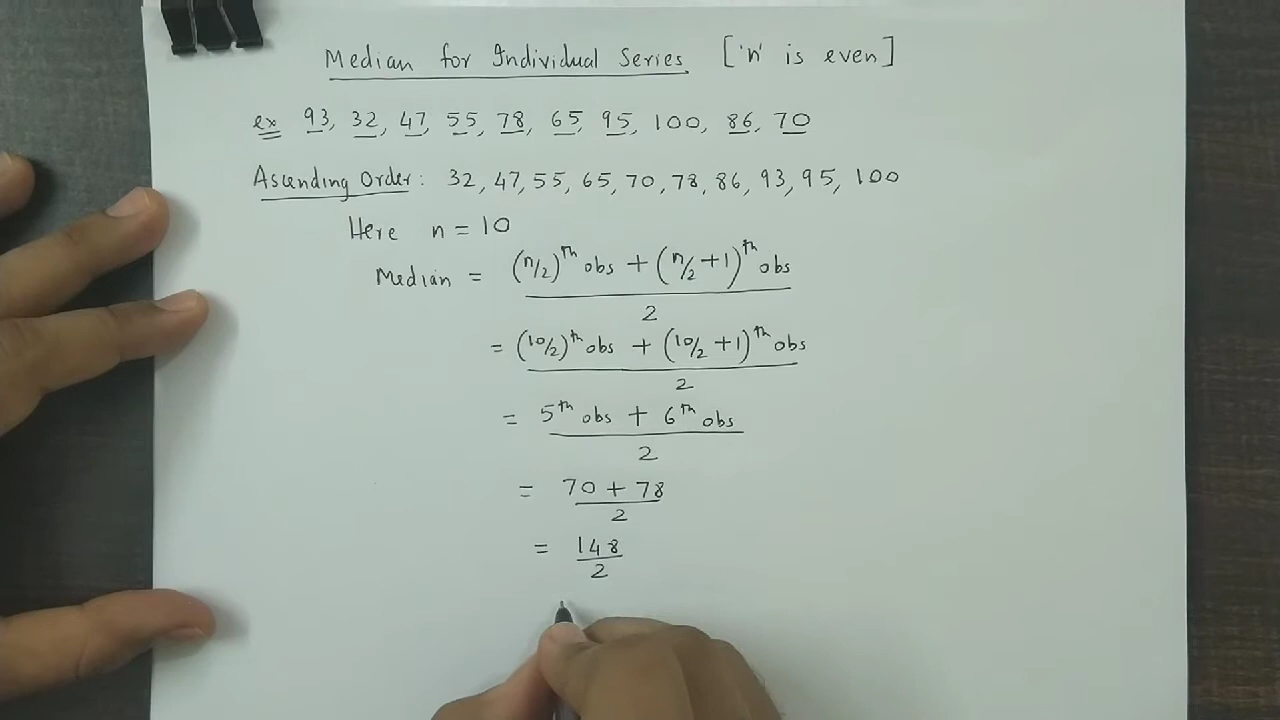 Median for Individual Series ['n' is even]
ex 93, 32, 47, 55, 78, 65, 95, 100, 86, 70
Ascending Order: 32, 47, 55, 65, 70, 78, 86, 93, 95, 100
Here n = 10
Median = (n/2)th obs + (n/2 +1)th obs
2
= (10/2)th obs + (10/2 +1)th obs
2
= 5th obs + 6th obs
2
= 70 + 78
2
= 148
2